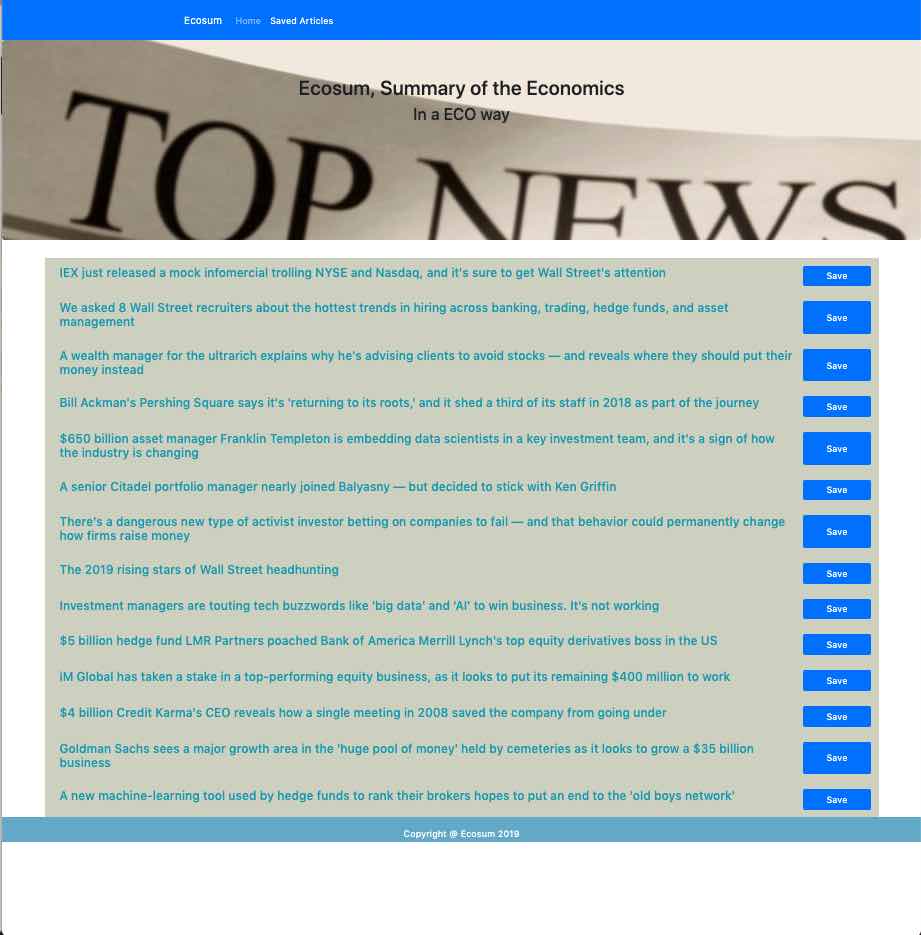 Ecosum Home Saved Articles
Ecosum, Summary of the Economics
In a ECO way
TOP NEWS
IEX just released a mock infomercial trolling NYSE and Nasdaq, and it's sure to get Wall Street's attention Save
We asked 8 Wall Street recruiters about the hottest trends in hiring across banking, trading, hedge funds, and asset
management
Save
A wealth manager for the ultrarich explains why he's advising clients to avoid stocks — and reveals where they should put their
money instead
Save
Bill Ackman's Pershing Square says it's 'returning to its roots,' and it shed a third of its staff in 2018 as part of the journey Save
$650 billion asset manager Franklin Templeton is embedding data scientists in a key investment team, and it's a sign of how
the industry is changing
Save
A senior Citadel portfolio manager nearly joined Balyasny — but decided to stick with Ken Griffin Save
There's a dangerous new type of activist investor betting on companies to fail — and that behavior could permanently change
how firms raise money
Save
The 2019 rising stars of Wall Street headhunting Save
Investment managers are touting tech buzzwords like 'big data' and 'AI' to win business. It's not working Save
$5 billion hedge fund LMR Partners poached Bank of America Merrill Lynch's top equity derivatives boss in the US Save
iM Global has taken a stake in a top-performing equity business, as it looks to put its remaining $400 million to work Save
$4 billion Credit Karma's CEO reveals how a single meeting in 2008 saved the company from going under Save
Goldman Sachs sees a major growth area in the 'huge pool of money' held by cemeteries as it looks to grow a $35 billion
business
Save
A new machine-learning tool used by hedge funds to rank their brokers hopes to put an end to the 'old boys network' Save
Copyright @ Ecosum 2019